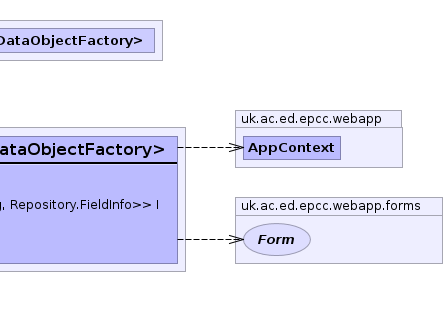 DataObjectFactory>
uk.ac.ed.epcc.webapp
ataObjectFactory>
AppContext
, Repository.FieldInfo>> l
uk.ac.ed.epcc.webapp.forms
Form